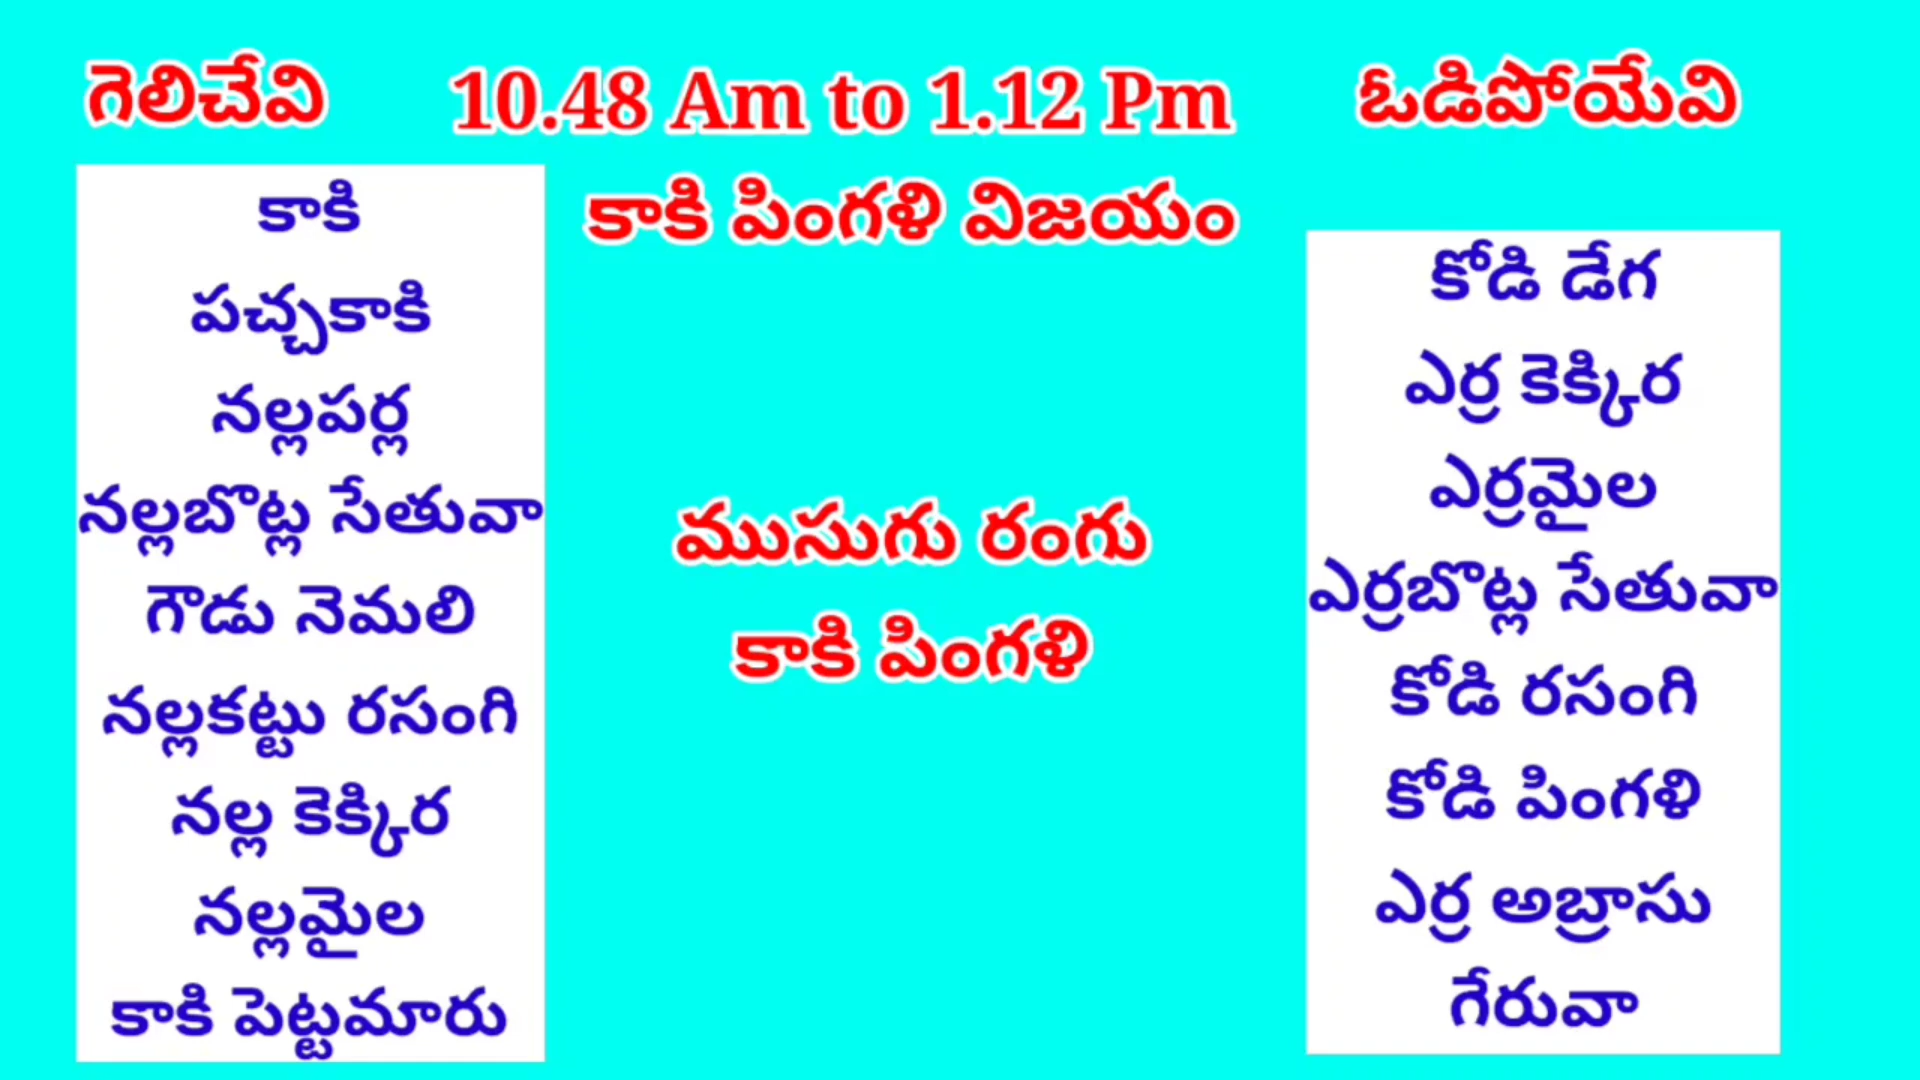 గెలిచేవి
10.48 Am to 1.12 Pm
ఓడిపోయేవి
కాకి పింగళి విజయం
కాకి
పచ్చకాకి
నల్లపర్ల
నల్లబొట్ల సేతువా
గౌడు నెమలి
నల్లకట్టు రసంగి
నల్ల కెక్కిర
నల్లమైల
కాకి పెట్టమారు
ముసుగు రంగు
కాకి పింగళి
కోడి డేగ
ఎర్ర కెక్కిర
ఎర్రమైల
ఎర్రబొట్ల సేతువా
కోడి రసంగి
కోడి పింగళి
ఎర్ర అబ్రాసు
గేరువా